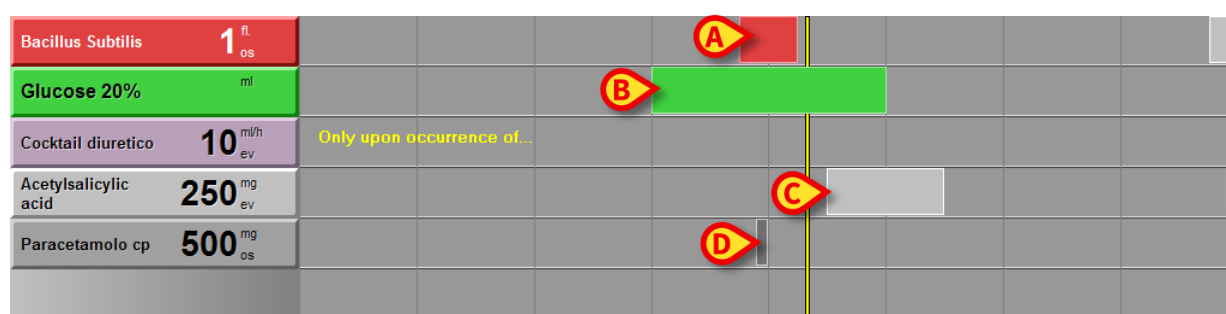 Bacillus Subtilis 1 fl. os
A
Glucose 20% ml
B
Cocktail diuretico 10 ml/h ev
Only upon occurrence of...
Acetylsalicylic
acid 250 mg ev
C
Paracetamolo cp 500 mg os
D